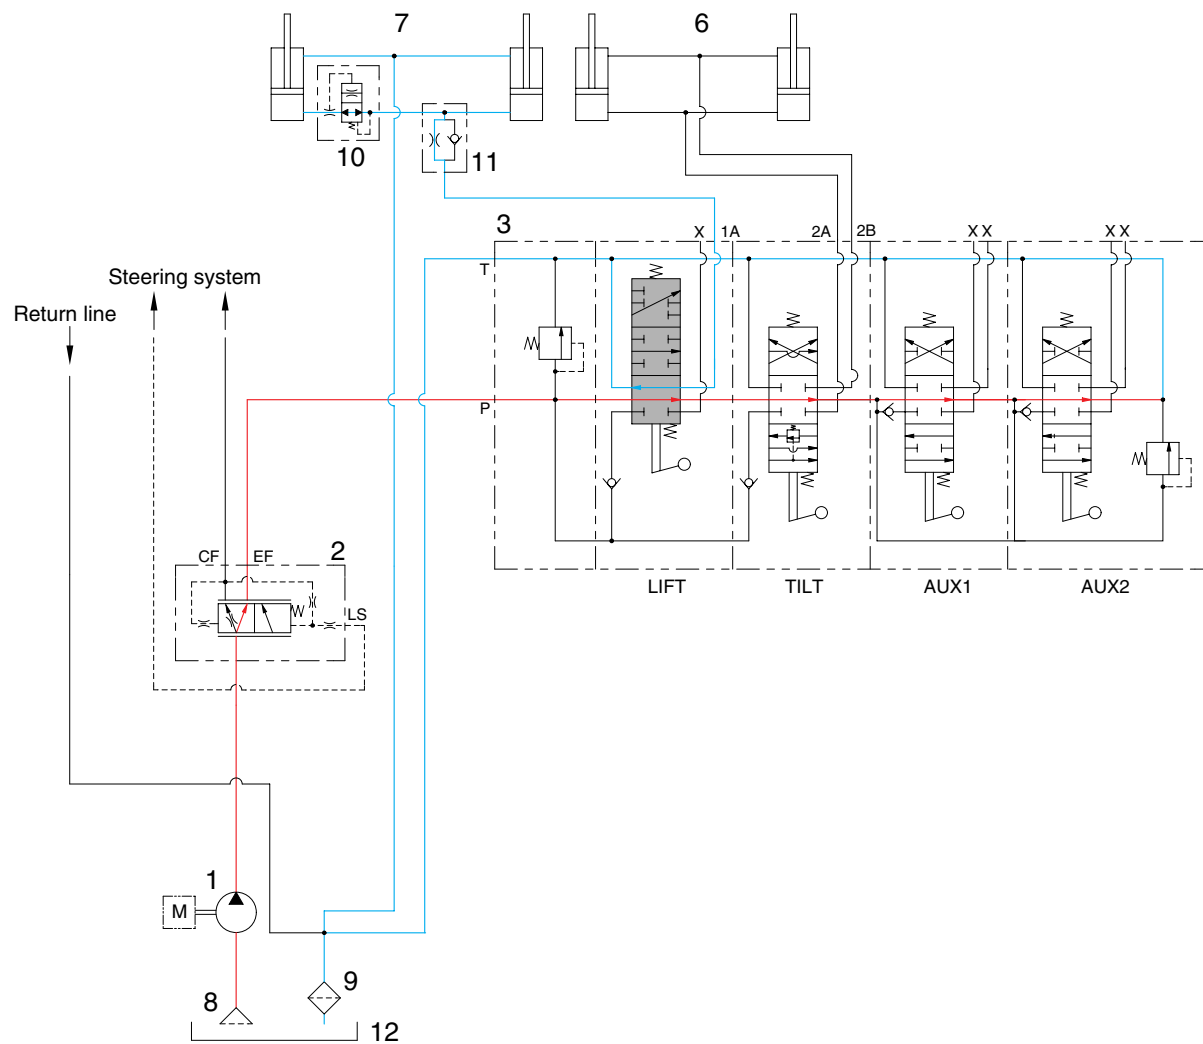 7
6
10
11
3
X
1A
2A
2B
X X
X X
T
Steering system
Return line
P
2
CF
EF
LS
LIFT
TILT
AUX1
AUX2
1
M
8
9
12